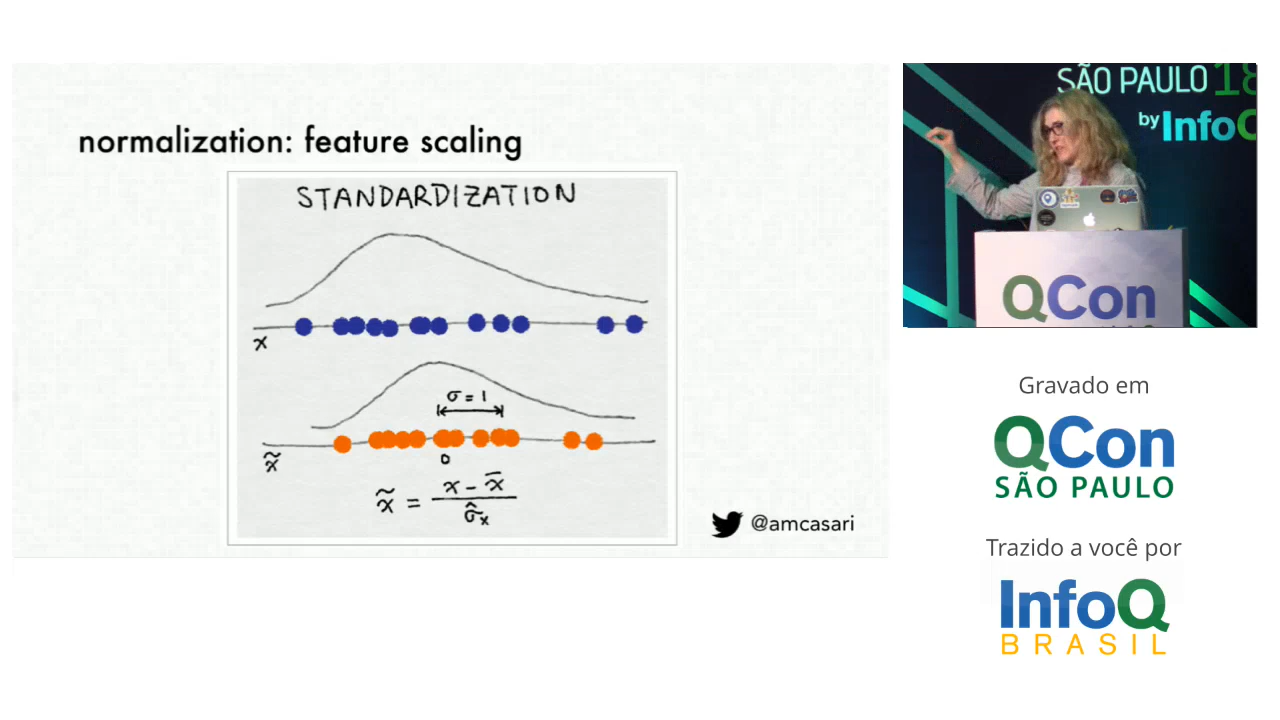 normalization: feature scaling
STANDARDIZATION
x
σ = 1
x̃
0
x̃ = (x - x̄) / σ̂ₓ
@amcasari
SÃO PAULO 18
by InfoQ
QCon
Gravado em
QCon
SÃO PAULO
Trazido a você por
InfoQ
BRASIL